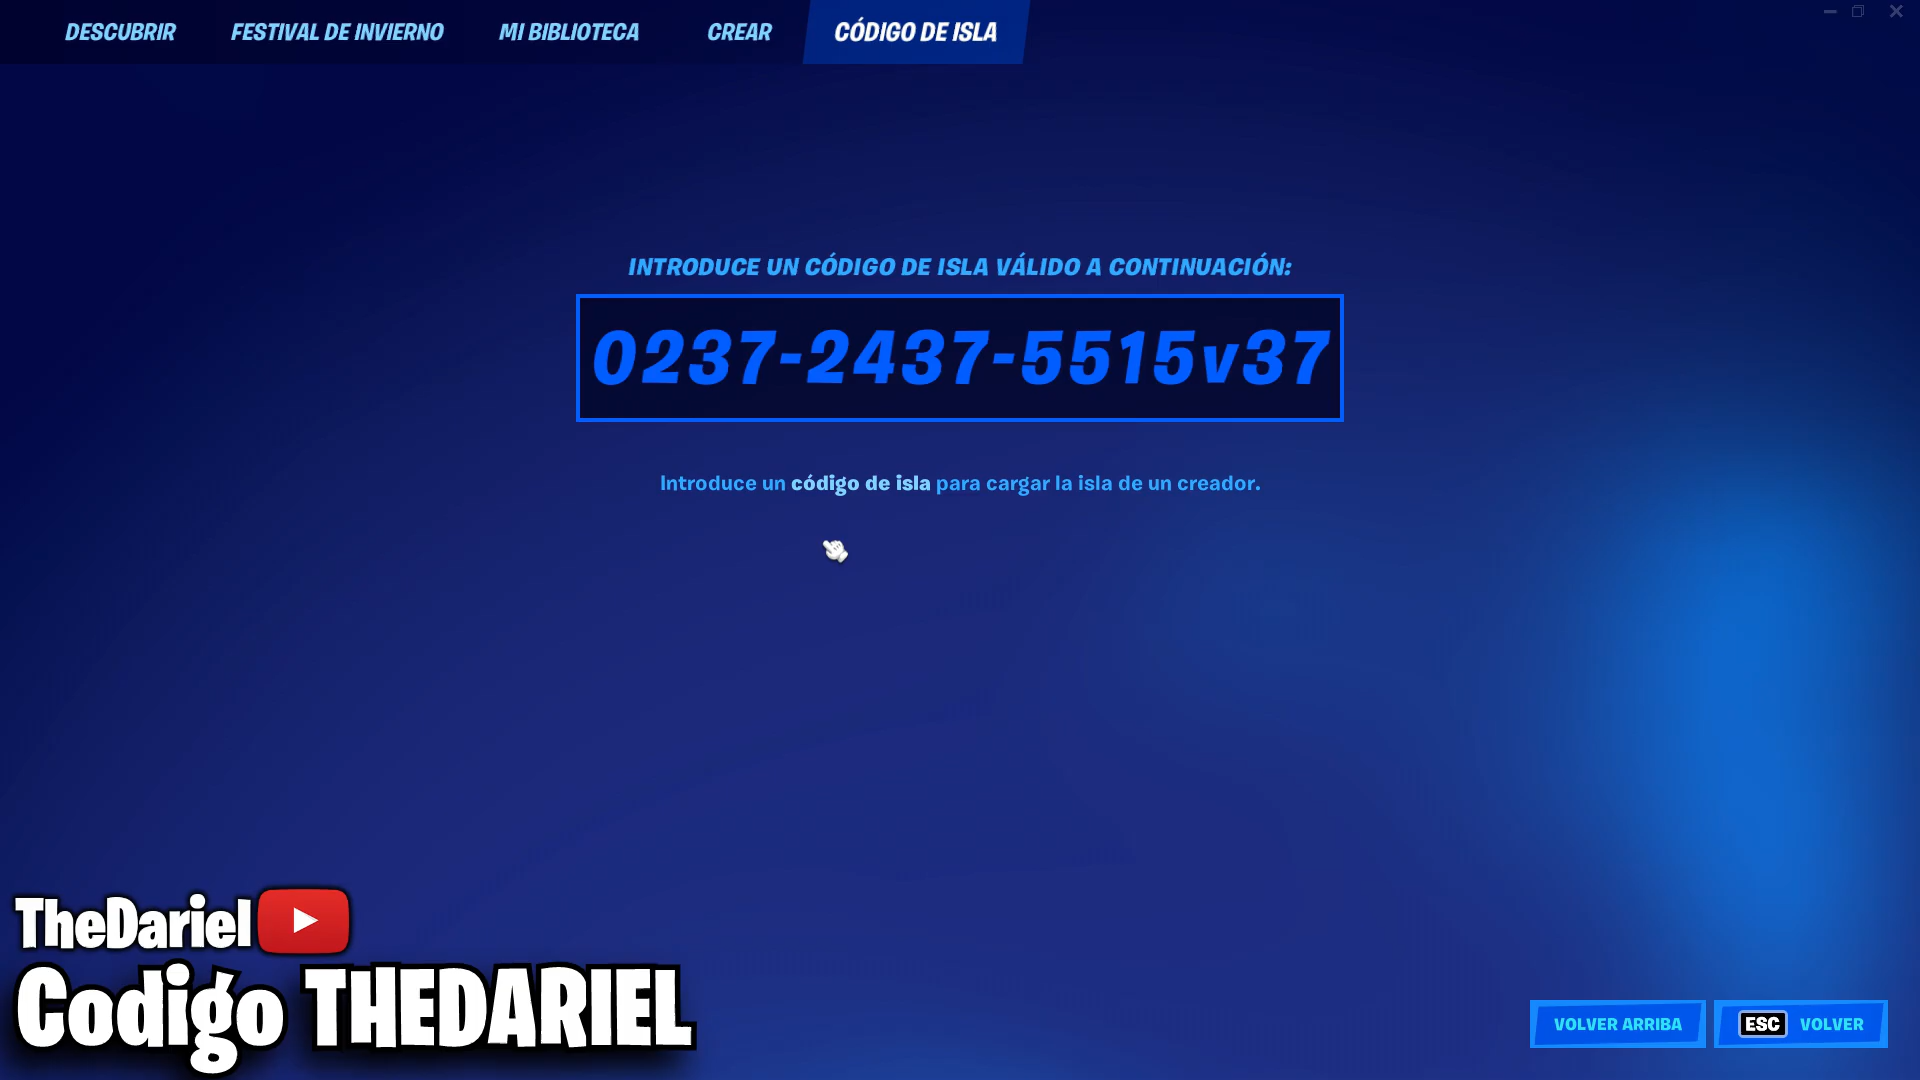 DESCUBRIR FESTIVAL DE INVIERNO MI BIBLIOTECA CREAR CÓDIGO DE ISLA
INTRODUCE UN CÓDIGO DE ISLA VÁLIDO A CONTINUACIÓN:
0237-2437-5515v37
Introduce un código de isla para cargar la isla de un creador.
TheDariel
Codigo THEDARIEL
VOLVER ARRIBA ESC VOLVER